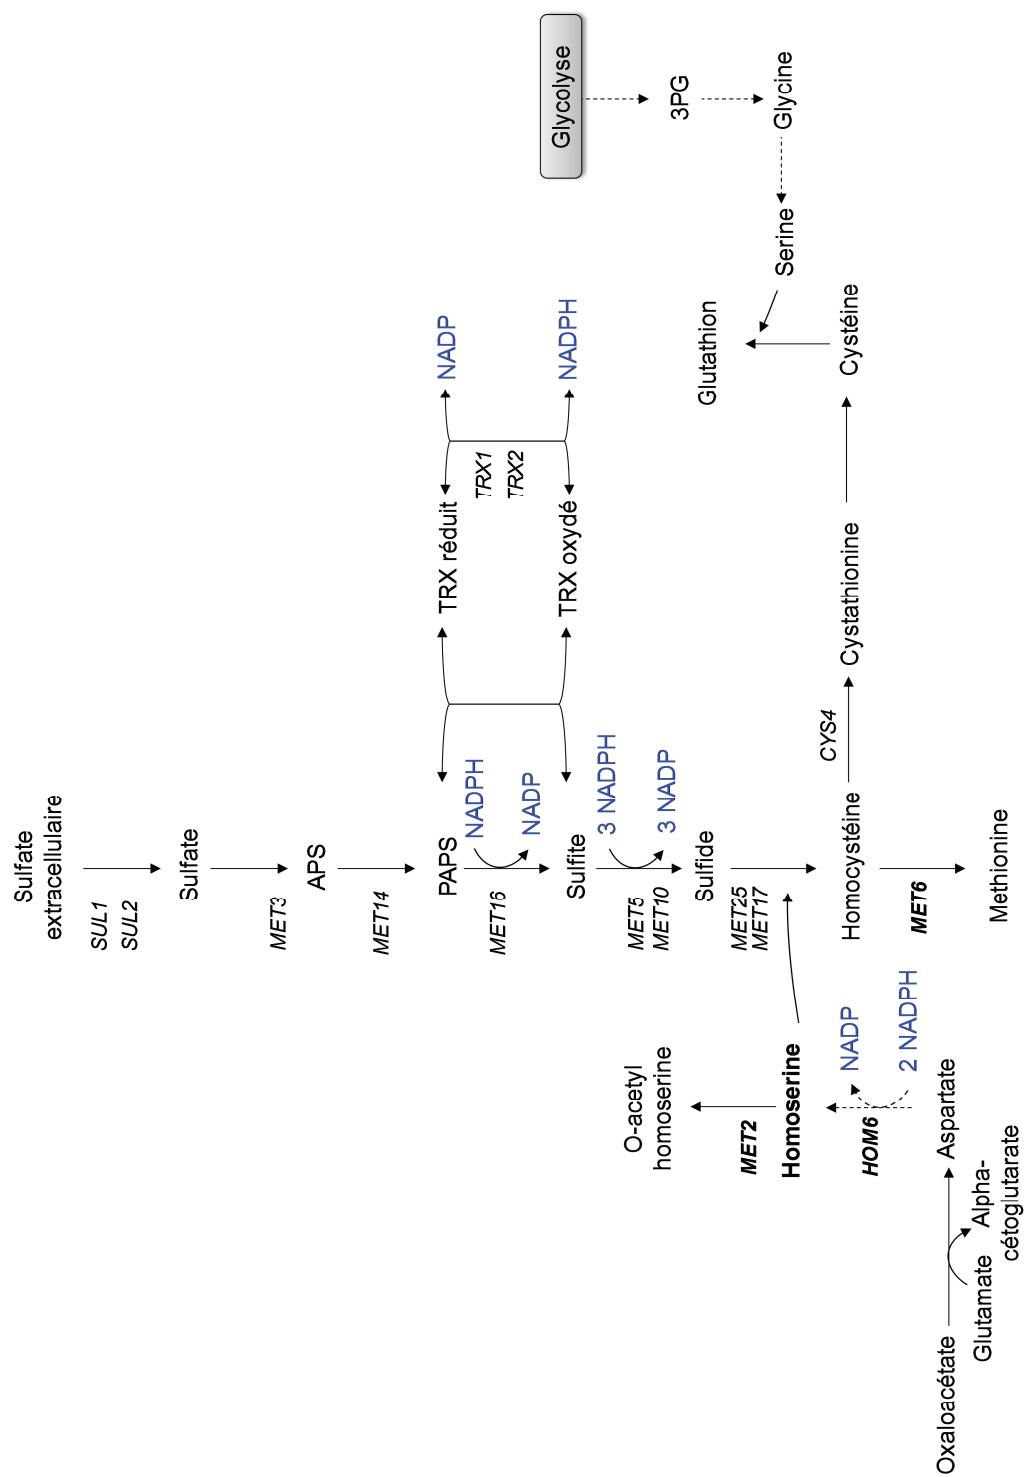 Sulfate
extracellulaire
SUL1
SUL2
Sulfate
MET3
APS
MET14
PAPS
MET16
NADPH
NADP
Sulfite
MET5
MET10
3 NADPH
3 NADP
Sulfide
MET25
MET17
Homocystéine
MET6
Methionine
TRX réduit
TRX oxydé
TRX1
TRX2
NADP
NADPH
Glycolyse
3PG
Glycine
Serine
Glutathion
Cystéine
Cystathionine
CYS4
O-acetyl
homoserine
MET2
Homoserine
HOM6
NADP
2 NADPH
Aspartate
Alpha-
cétoglutarate
Glutamate
Oxaloacétate